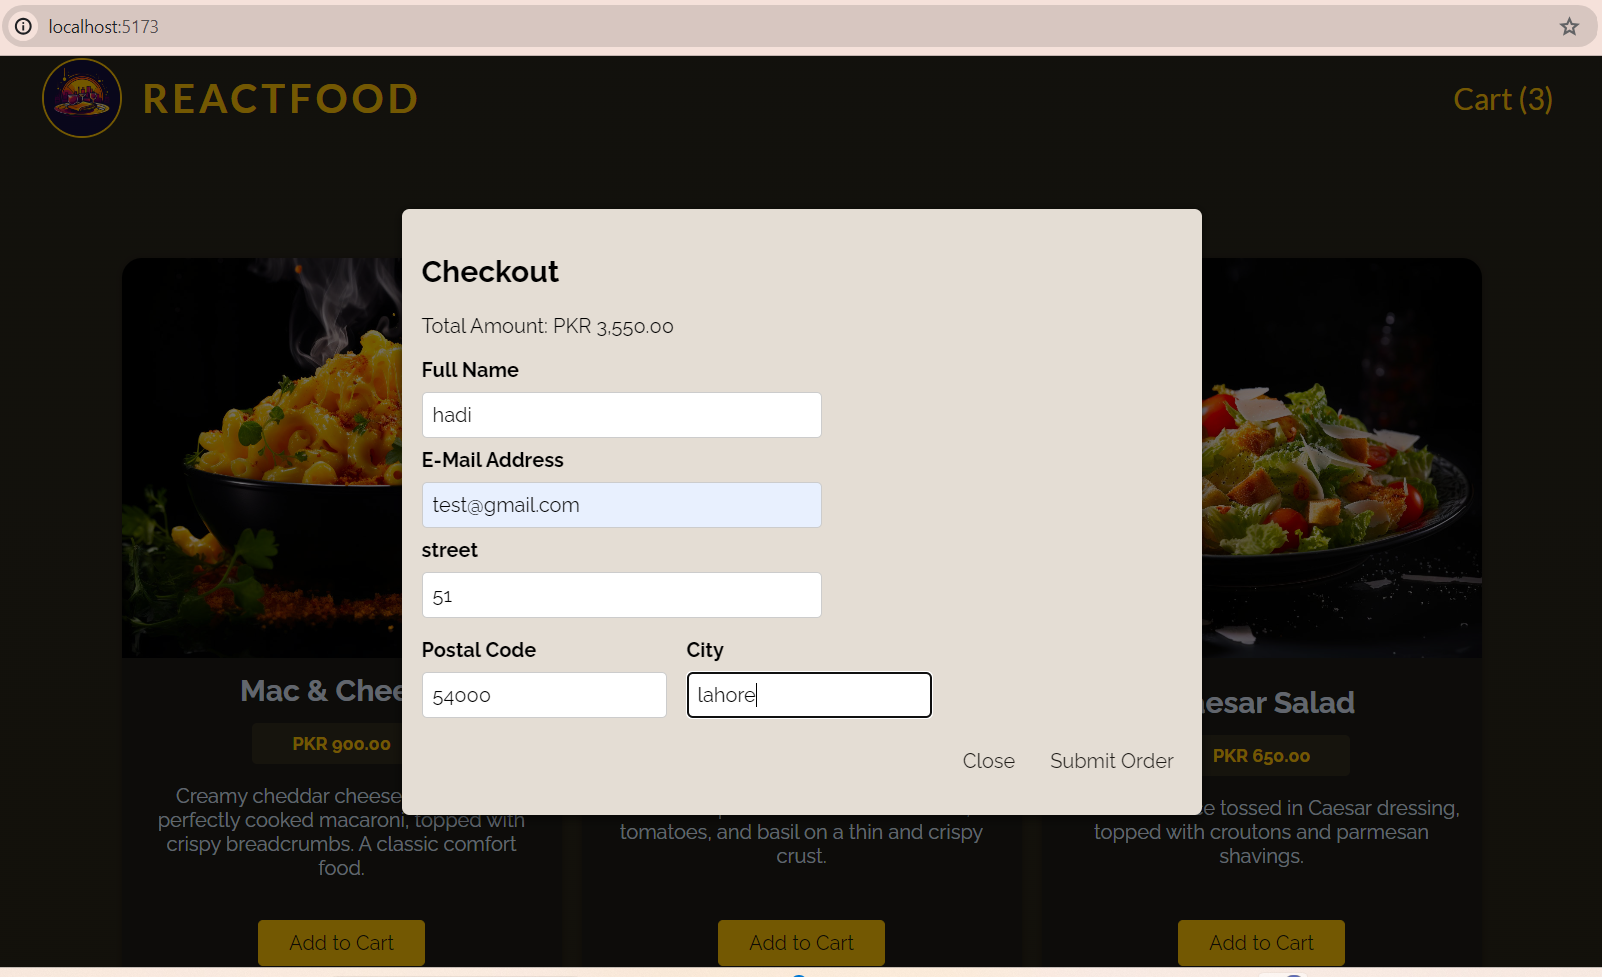 localhost:5173
REACTFOOD
Cart (3)
Checkout
Total Amount: PKR 3,550.00
Full Name
hadi
E-Mail Address
test@gmail.com
street
51
Postal Code
City
54000
lahore
Close
Submit Order
Mac & Chee
PKR 900.00
Creamy cheddar cheese
perfectly cooked macaroni, topped with
crispy breadcrumbs. A classic comfort
food.
Add to Cart
tomatoes, and basil on a thin and crispy
crust.
Add to Cart
esar Salad
PKR 650.00
e tossed in Caesar dressing,
topped with croutons and parmesan
shavings.
Add to Cart